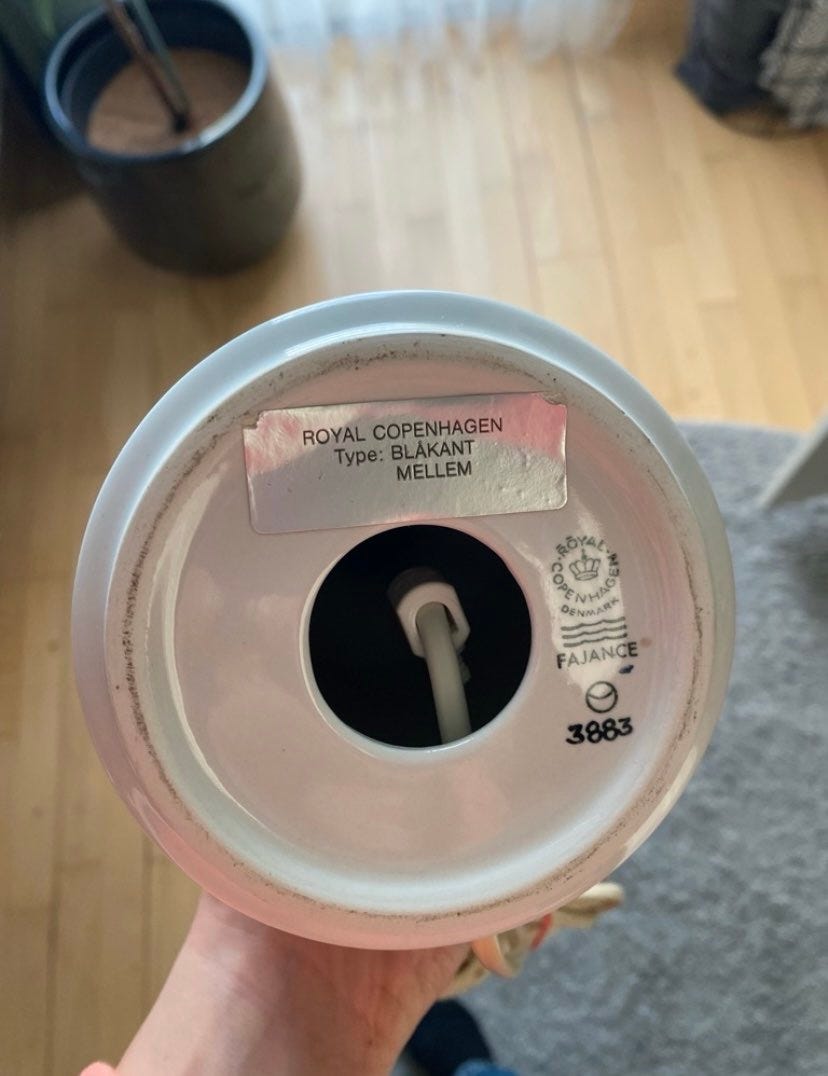 ROYAL COPENHAGEN
Type: BLÅKANT
MELLEM
ROYAL COPENHAGEN
DENMARK
FAJANCE
3883